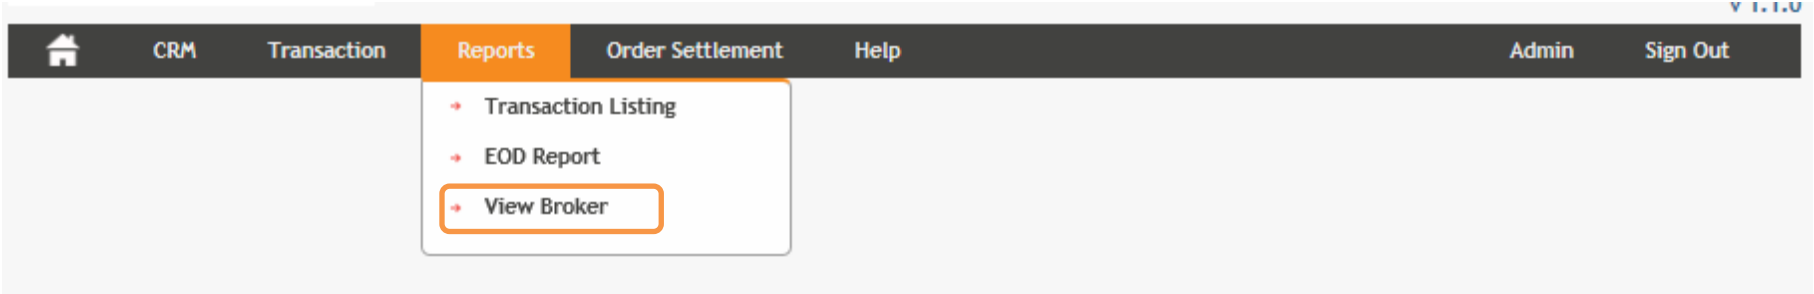 v 1.1.0
CRM Transaction Reports Order Settlement Help Admin Sign Out
Transaction Listing
EOD Report
View Broker